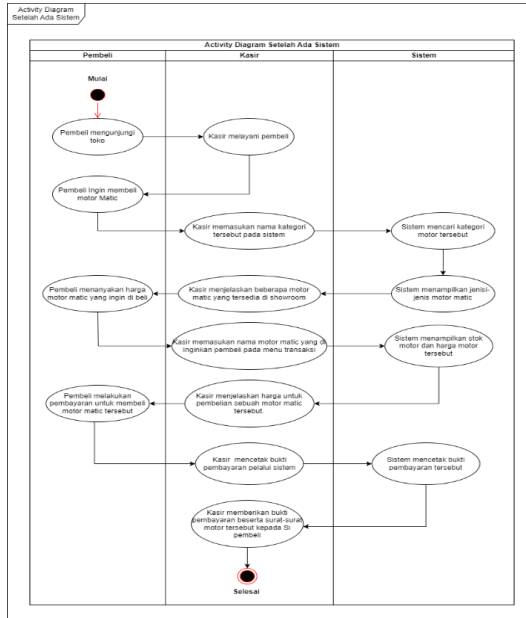 Activity Diagram
Setelah Ada Sistem
Activity Diagram Setelah Ada Sistem
Pembeli
Kasir
Sistem
Mulai
Pembeli mengunjungi
toko
Kasir melayani pembeli
Pembeli Ingin membeli
motor Matic
Kasir memasukan nama kategori
tersebut pada sistem
Sistem mencari kategori
motor tersebut
Pembeli menanyakan harga
motor matic yang ingin di beli
Kasir menjelaskan beberapa motor
matic yang tersedia di showroom
Sistem menampilkan jenisi-
jenis motor matic
Kasir memasukan nama motor matic yang di
Inginkan pembeli pada menu transaksi
Sistem menampilkan stok
motor dan harga motor
tersebut
Pembeli melakukan
pembayaran untuk membeli
motor matic tersebut
Kasir menjelaskan harga untuk
pembelian sebuah motor matic
tersebut.
Kasir mencetak bukti
pembayaran pelalui sistem
Sistem mencetak bukti
pembayaran tersebut
Kasir memberikan bukti
pembayaran beserta surat-surat
motor tersebut kepada Si
pembeli
Selesai